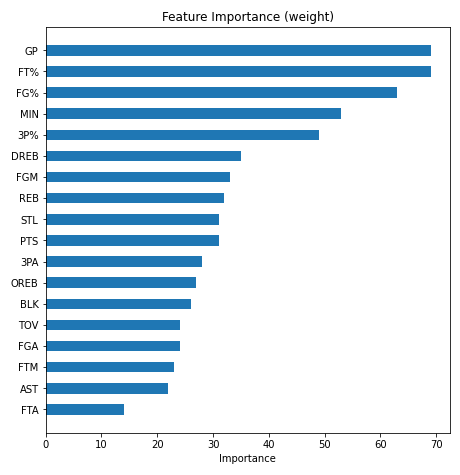 Feature Importance (weight)
GP
FT%
FG%
MIN
3P%
DREB
FGM
REB
STL
PTS
3PA
OREB
BLK
TOV
FGA
FTM
AST
FTA
0 10 20 30 40 50 60 70
Importance